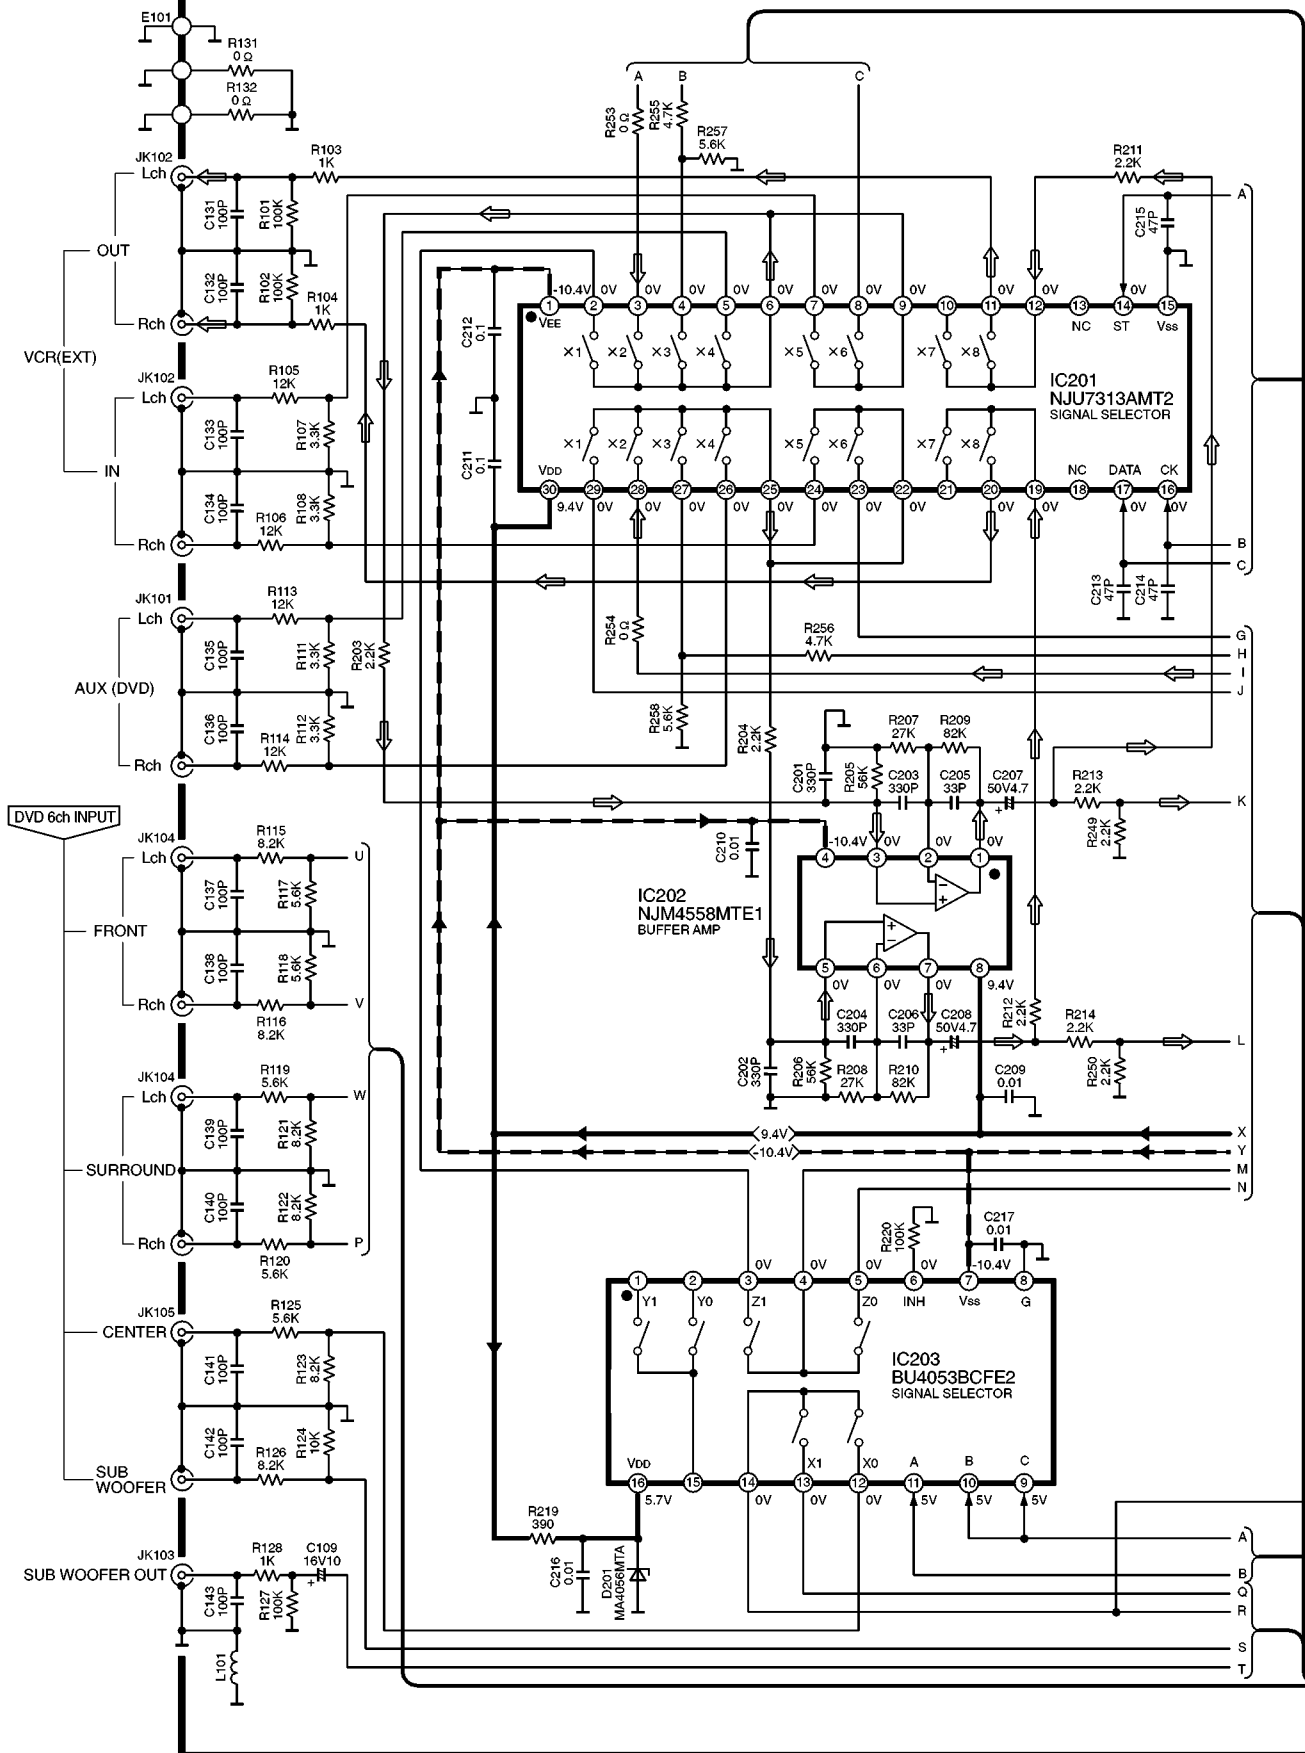 E101
R131
0 Ω
R132
0 Ω
A
B
C
R253
0 Ω
R255
4.7K
R257
5.6K
JK102
Lch
R103
1K
R211
2.2K
A
C131
100P
R101
100K
C215
47P
OUT
C132
100P
R102
100K
R104
1K
Rch
VCR(EXT)
-10.4V
0V
0V
0V
0V
0V
0V
0V
0V
0V
1
2
3
4
5
6
7
8
9
10
11
12
13
14
15
VEE
NC
ST
Vss
C212
0.1
×1
×2
×3
×4
×5
×6
×7
×8
IC201
NJU7313AMT2
SIGNAL SELECTOR
JK102
Lch
R105
12K
C133
100P
R107
3.3K
IN
C134
100P
R108
3.3K
R106
12K
Rch
C211
0.1
×1
×2
×3
×4
×5
×6
×7
×8
VDD
NC
DATA
CK
30
29
28
27
26
25
24
23
22
21
20
19
18
17
16
9.4V
0V
0V
0V
0V
0V
0V
0V
0V
0V
0V
B
C
C213
47P
C214
47P
JK101
Lch
R113
12K
C135
100P
R111
3.3K
R203
2.2K
AUX (DVD)
C136
100P
R112
3.3K
R114
12K
Rch
R254
0 Ω
R256
4.7K
G
H
I
J
R258
5.6K
R204
2.2K
C201
330P
R205
56K
R207
27K
R209
82K
C203
330P
C205
33P
C207
50V4.7
+
R213
2.2K
R249
2.2K
K
DVD 6ch INPUT
JK104
Lch
R115
8.2K
U
C137
100P
R117
5.6K
FRONT
C138
100P
R118
5.6K
Rch
R116
8.2K
V
C210
0.01
-10.4V
0V
0V
0V
4
3
2
1
IC202
NJM4558MTE1
BUFFER AMP
5
6
7
8
0V
0V
0V
9.4V
C204
330P
C206
33P
C208
50V4.7
+
R212
2.2K
R214
2.2K
L
C202
330P
R206
56K
R208
27K
R210
82K
C209
0.01
R250
2.2K
JK104
Lch
R119
5.6K
W
C139
100P
R121
8.2K
SURROUND
C140
100P
R122
8.2K
Rch
R120
5.6K
P
9.4V
X
-10.4V
Y
M
N
R220
100K
C217
0.01
0V
0V
0V
0V
-10.4V
1
2
3
4
5
6
7
8
Y1
Y0
Z1
Z0
INH
Vss
G
IC203
BU4053BCFE2
SIGNAL SELECTOR
VDD
X1
X0
A
B
C
16
15
14
13
12
11
10
9
5.7V
0V
0V
0V
5V
5V
5V
JK105
CENTER
R125
5.6K
C141
100P
R123
8.2K
C142
100P
R124
10K
R126
8.2K
SUB
WOOFER
R219
390
C216
0.01
D201
MA4056MTA
A
B
Q
R
S
T
JK103
SUB WOOFER OUT
R128
1K
C109
16V10
+
C143
100P
R127
100K
L101